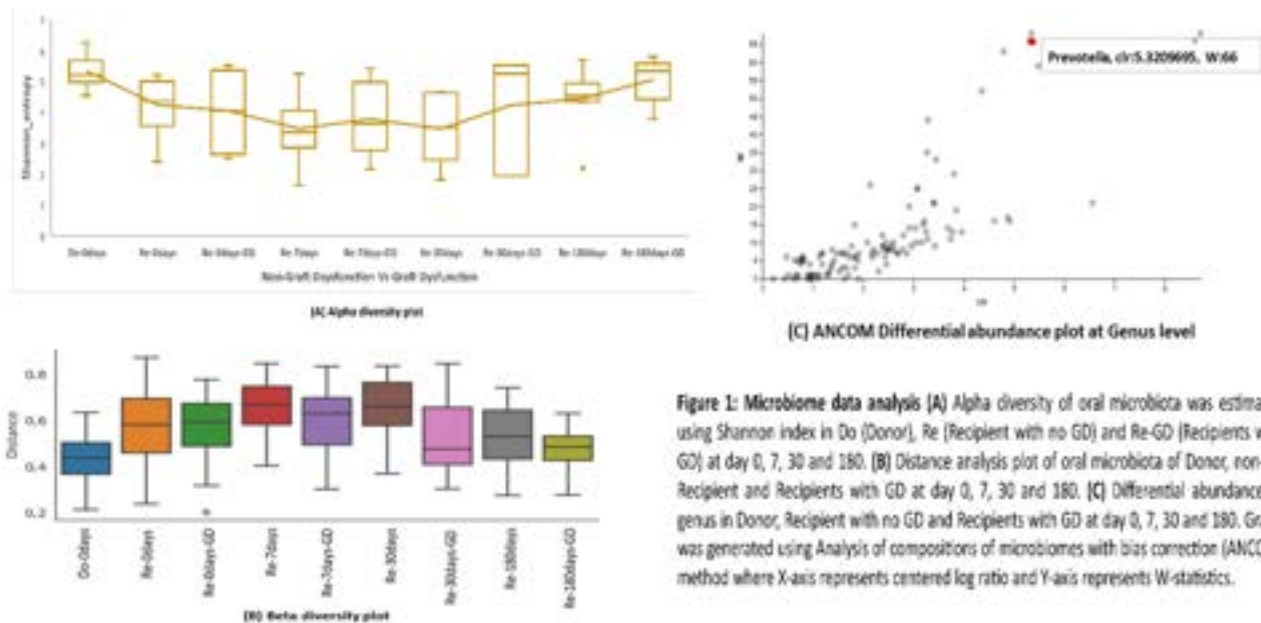 7
6
5
4
3
2
1
0
Shannon_entropy
Do-0days Re-0days Re-0days-GD Re-7days Re-7days-GD Re-30days Re-30days-GD Re-180days Re-180days-GD
Non-Graft Dysfunction Vs Graft Dysfunction
(A) Alpha diversity plot
Prevotella, clr:5.3209695, W:66
(C) ANCOM Differential abundance plot at Genus level
0.8
0.6
0.4
0.2
Distance
Do-0days Re-0days Re-0days-GD Re-7days Re-7days-GD Re-30days Re-30days-GD Re-180days Re-180days-GD
(B) Beta diversity plot
Figure 1: Microbiome data analysis (A) Alpha diversity of oral microbiota was estima
using Shannon index in Do (Donor), Re (Recipient with no GD) and Re-GD (Recipients w
GD) at day 0, 7, 30 and 180. (B) Distance analysis plot of oral microbiota of Donor, non-
Recipient and Recipients with GD at day 0, 7, 30 and 180. (C) Differential abundance
genus in Donor, Recipient with no GD and Recipients with GD at day 0, 7, 30 and 180. Gra
was generated using Analysis of compositions of microbiomes with bias correction (ANCO
method where X-axis represents centered log ratio and Y-axis represents W-statistics.